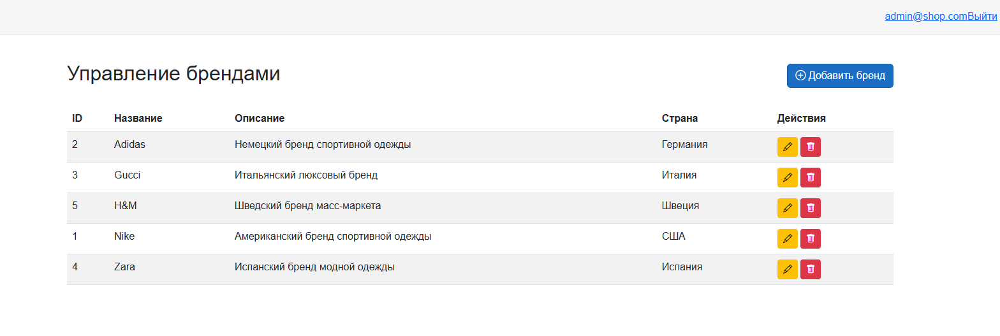 admin@shop.comВыйти
Управление брендами
Добавить бренд
ID Название Описание Страна Действия
2 Adidas Немецкий бренд спортивной одежды Германия
3 Gucci Итальянский люксовый бренд Италия
5 H&M Шведский бренд масс-маркета Швеция
1 Nike Американский бренд спортивной одежды США
4 Zara Испанский бренд модной одежды Испания